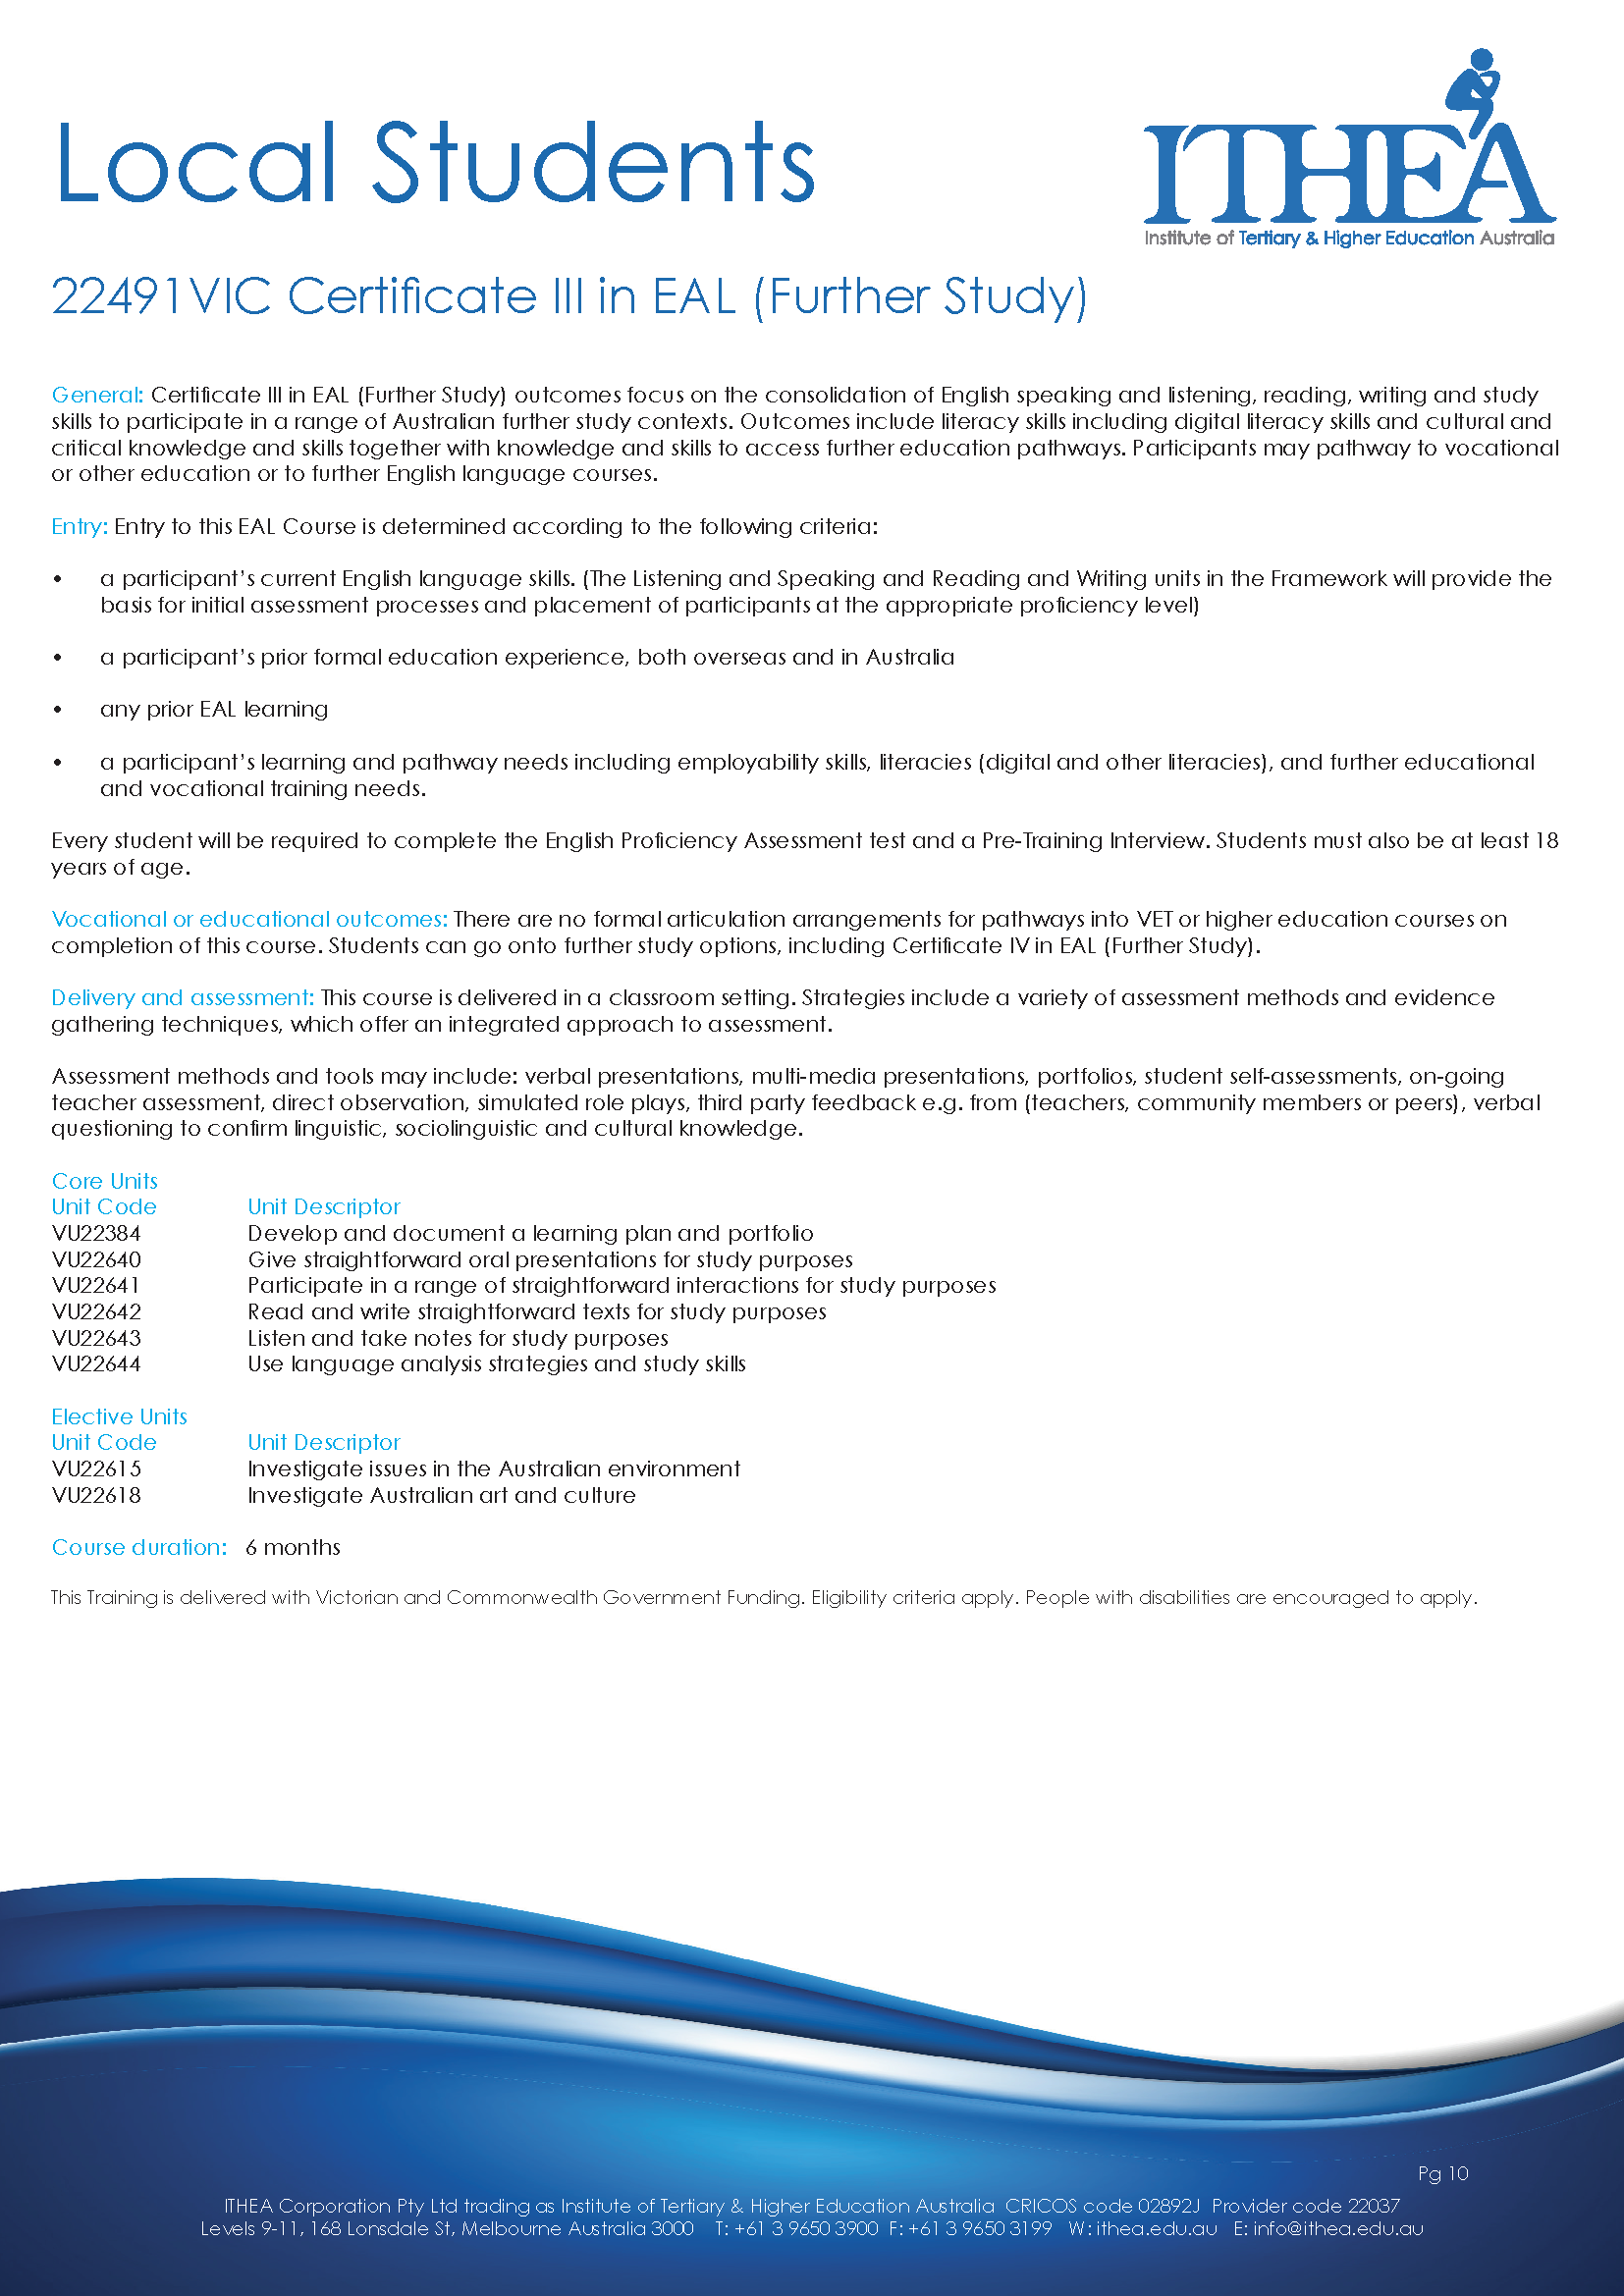 Local Students
ITHEA
Institute of Tertiary & Higher Education Australia
22491VIC Certificate III in EAL (Further Study)
General: Certificate III in EAL (Further Study) outcomes focus on the consolidation of English speaking and listening, reading, writing and study
skills to participate in a range of Australian further study contexts. Outcomes include literacy skills including digital literacy skills and cultural and
critical knowledge and skills together with knowledge and skills to access further education pathways. Participants may pathway to vocational
or other education or to further English language courses.
Entry: Entry to this EAL Course is determined according to the following criteria:
• a participant's current English language skills. (The Listening and Speaking and Reading and Writing units in the Framework will provide the
basis for initial assessment processes and placement of participants at the appropriate proficiency level)
• a participant's prior formal education experience, both overseas and in Australia
• any prior EAL learning
• a participant's learning and pathway needs including employability skills, literacies (digital and other literacies), and further educational
and vocational training needs.
Every student will be required to complete the English Proficiency Assessment test and a Pre-Training Interview. Students must also be at least 18
years of age.
Vocational or educational outcomes: There are no formal articulation arrangements for pathways into VET or higher education courses on
completion of this course. Students can go onto further study options, including Certificate IV in EAL (Further Study).
Delivery and assessment: This course is delivered in a classroom setting. Strategies include a variety of assessment methods and evidence
gathering techniques, which offer an integrated approach to assessment.
Assessment methods and tools may include: verbal presentations, multi-media presentations, portfolios, student self-assessments, on-going
teacher assessment, direct observation, simulated role plays, third party feedback e.g. from (teachers, community members or peers), verbal
questioning to confirm linguistic, sociolinguistic and cultural knowledge.
Core Units
Unit Code Unit Descriptor
VU22384 Develop and document a learning plan and portfolio
VU22640 Give straightforward oral presentations for study purposes
VU22641 Participate in a range of straightforward interactions for study purposes
VU22642 Read and write straightforward texts for study purposes
VU22643 Listen and take notes for study purposes
VU22644 Use language analysis strategies and study skills
Elective Units
Unit Code Unit Descriptor
VU22615 Investigate issues in the Australian environment
VU22618 Investigate Australian art and culture
Course duration: 6 months
This Training is delivered with Victorian and Commonwealth Government Funding. Eligibility criteria apply. People with disabilities are encouraged to apply.
Pg 10
ITHEA Corporation Pty Ltd trading as Institute of Tertiary & Higher Education Australia CRICOS code 02892J Provider code 22037
Levels 9-11, 168 Lonsdale St, Melbourne Australia 3000 T: +61 3 9650 3900 F: +61 3 9650 3199 W: ithea.edu.au E: info@ithea.edu.au